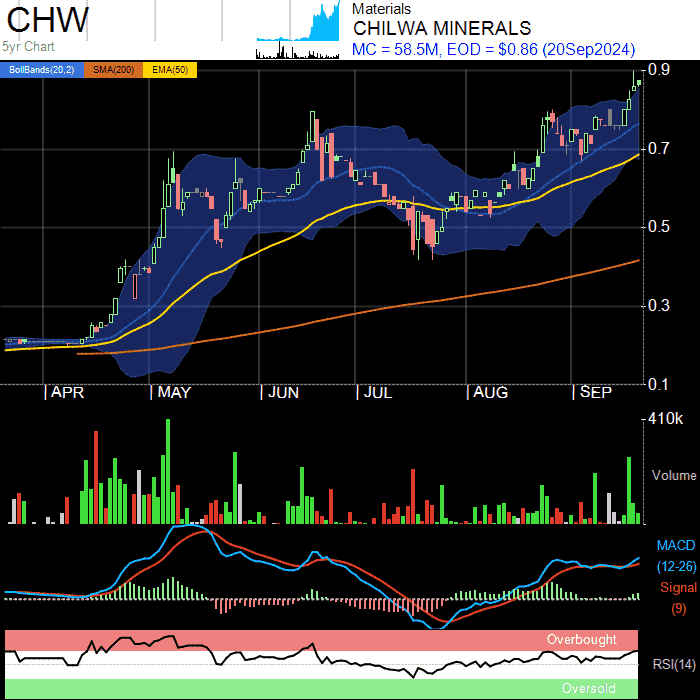 CHW
5yr Chart
Materials
CHILWA MINERALS
MC = 58.5M, EOD = $0.86 (20Sep2024)
BollBands(20,2) SMA(200) EMA(50)
0.9
0.7
0.5
0.3
0.1
APR MAY JUN JUL AUG SEP
410k
Volume
MACD
(12-26)
Signal
(9)
Overbought
RSI(14)
Oversold